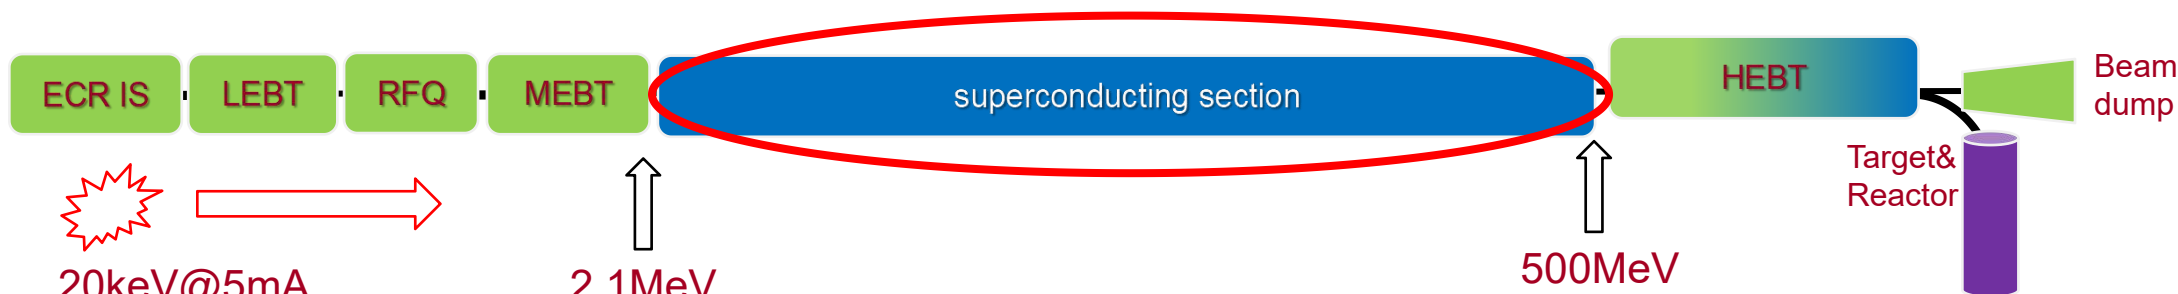 ECR IS
LEBT
RFQ
MEBT
superconducting section
HEBT
Beam
dump
Target&
Reactor
20keV@5mA
2.1MeV
500MeV